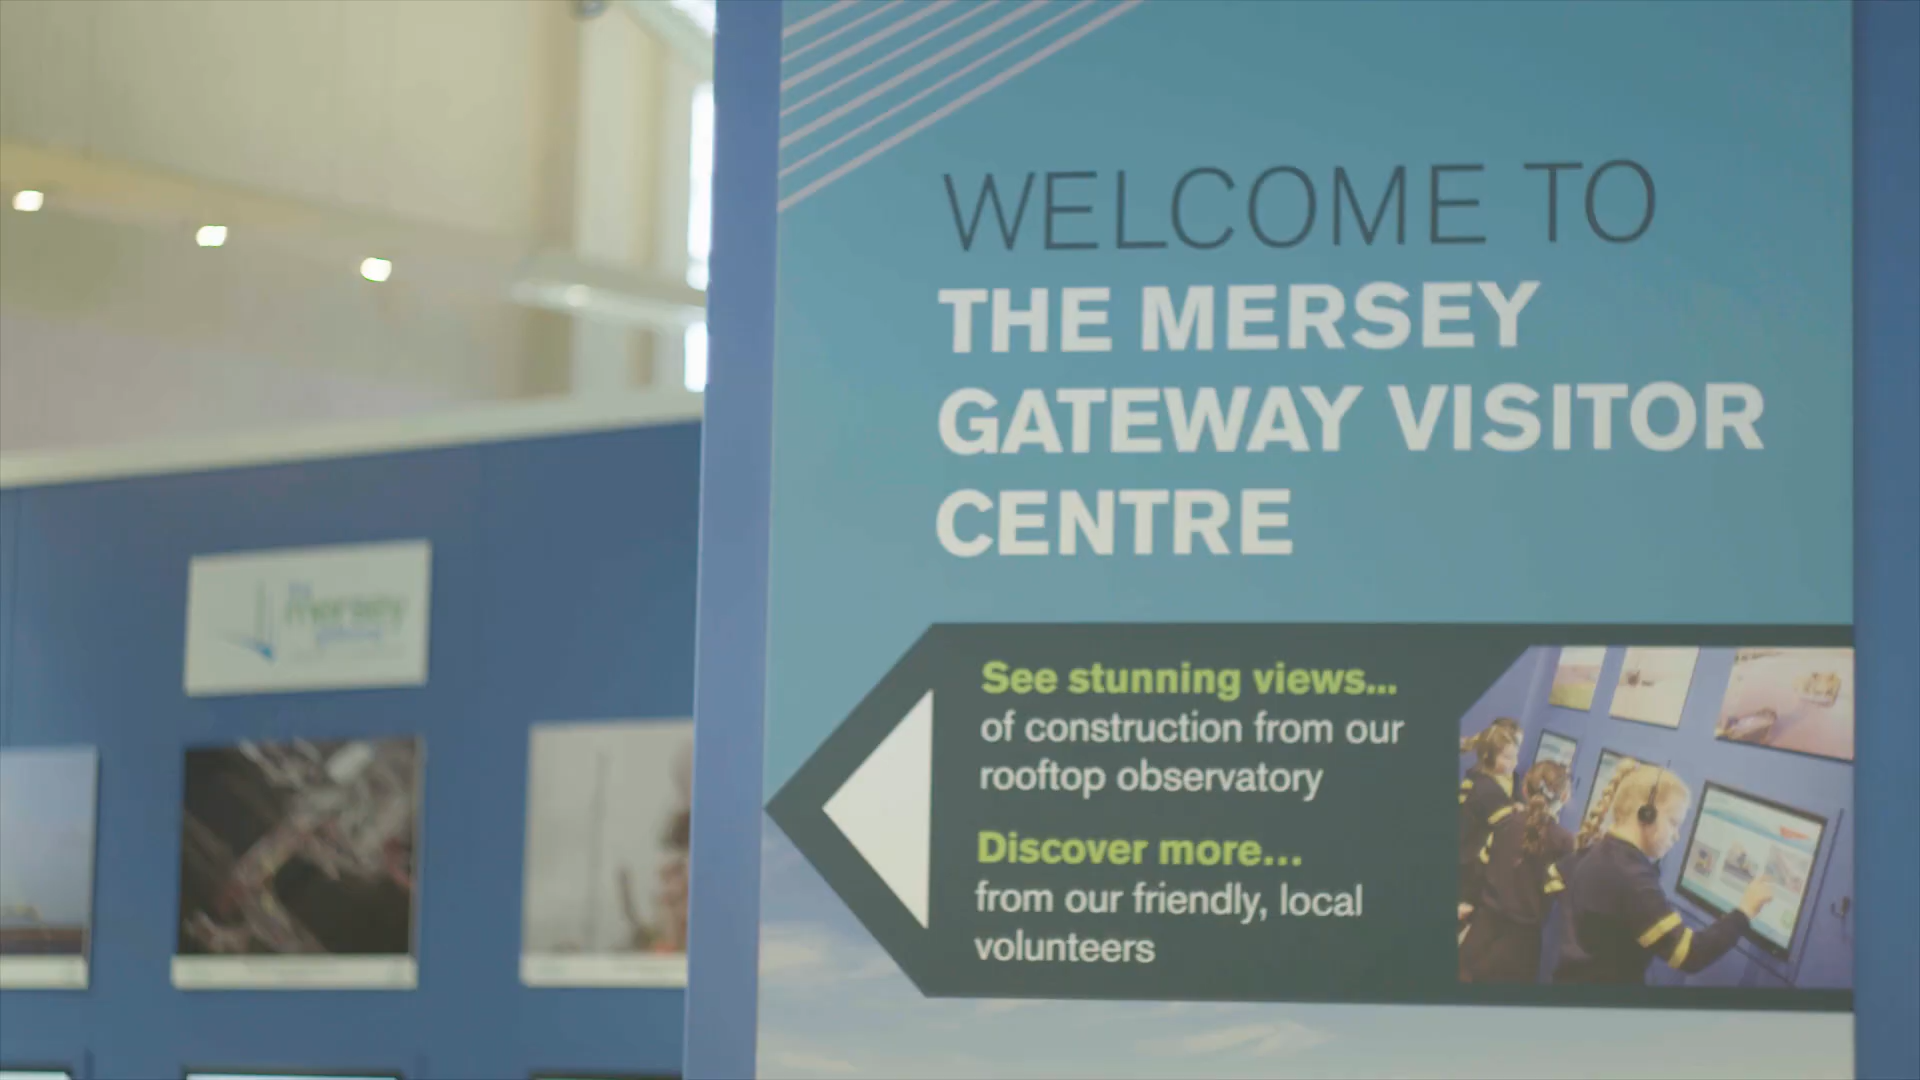 WELCOME TO
THE MERSEY
GATEWAY VISITOR
CENTRE
See stunning views...
of construction from our
rooftop observatory
Discover more...
from our friendly, local
volunteers
mersey